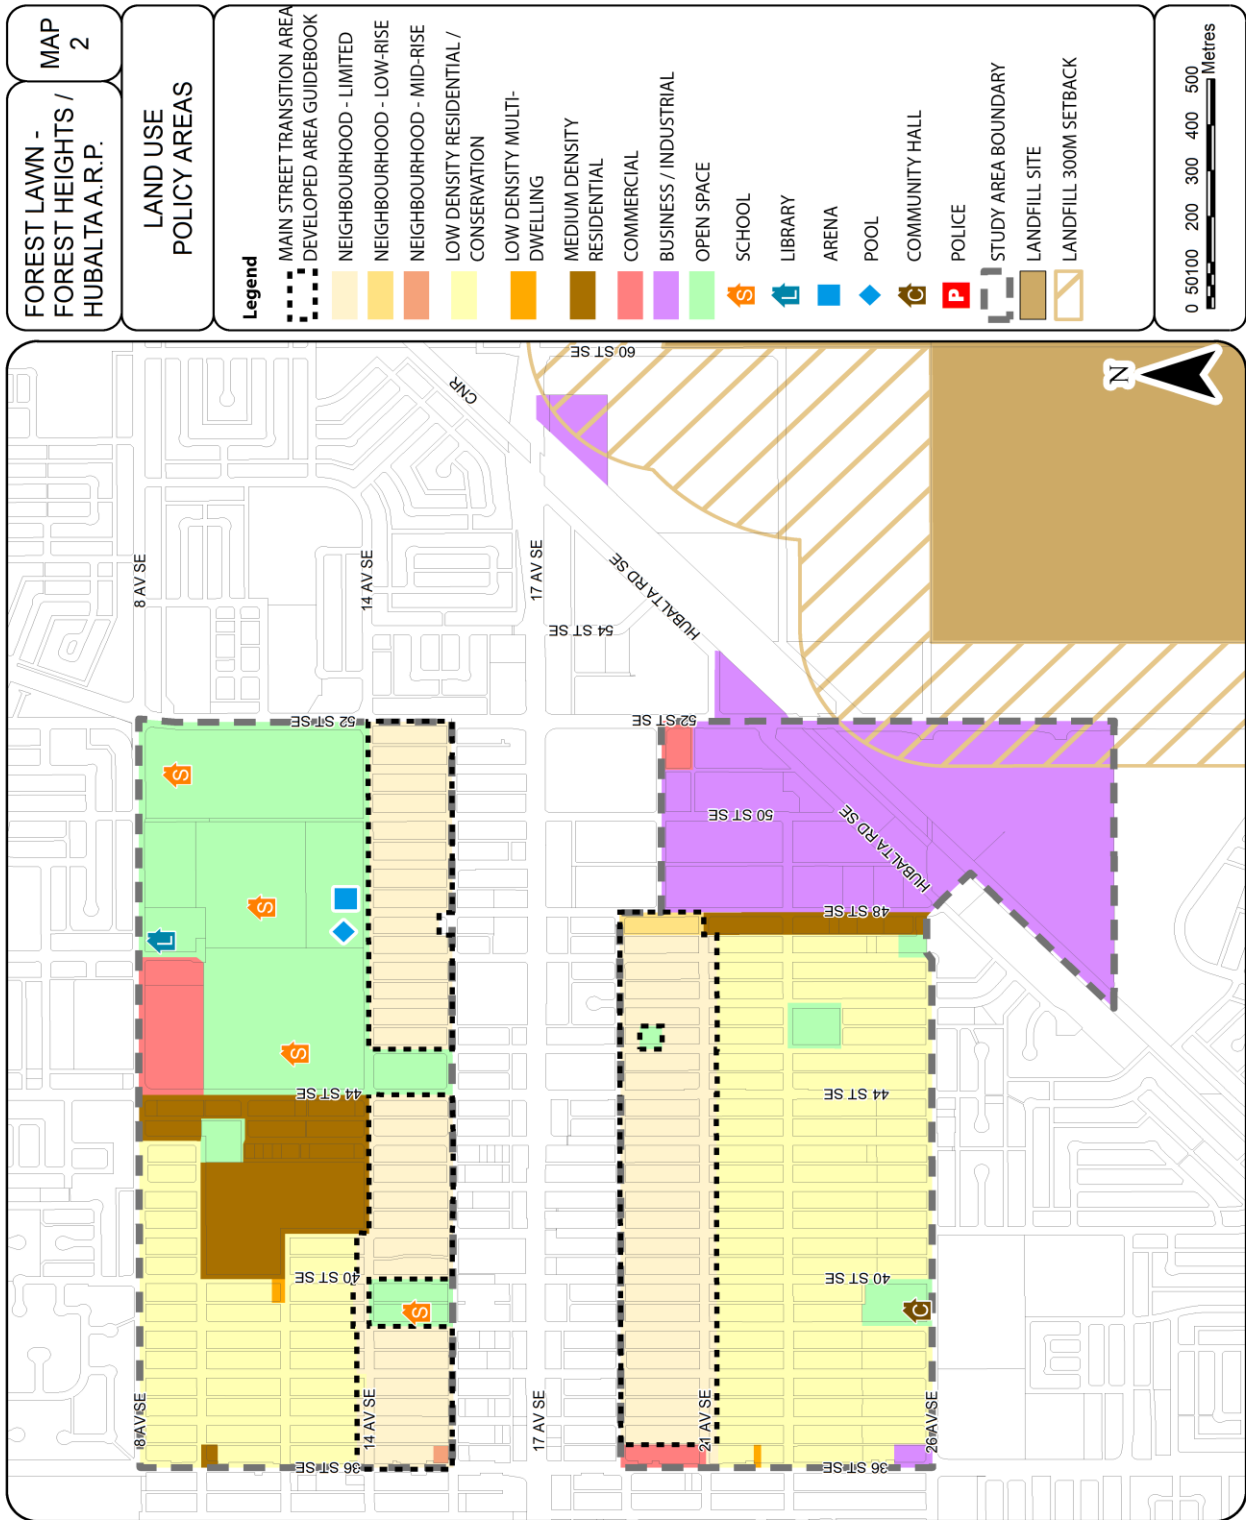 FOREST LAWN -
FOREST HEIGHTS /
HUBALTA A.R.P.
MAP
2
LAND USE
POLICY AREAS
Legend
MAIN STREET TRANSITION AREA
DEVELOPED AREA GUIDEBOOK
NEIGHBOURHOOD - LIMITED
NEIGHBOURHOOD - LOW-RISE
NEIGHBOURHOOD - MID-RISE
LOW DENSITY RESIDENTIAL /
CONSERVATION
LOW DENSITY MULTI-
DWELLING
MEDIUM DENSITY
RESIDENTIAL
COMMERCIAL
BUSINESS / INDUSTRIAL
OPEN SPACE
S SCHOOL
L LIBRARY
ARENA
POOL
C COMMUNITY HALL
P POLICE
STUDY AREA BOUNDARY
LANDFILL SITE
LANDFILL 300M SETBACK
0 50100 200 300 400 500
Metres
N
CNR
60 ST SE
8 AV SE
14 AV SE
17 AV SE
54 ST SE
HUBALTA RD SE
52 ST SE
52 ST SE
50 ST SE
HUBALTA RD SE
48 ST SE
S
S
L
S
44 ST SE
44 ST SE
40 ST SE
40 ST SE
S
C
8 AV SE
14 AV SE
17 AV SE
21 AV SE
26 AV SE
36 ST SE
36 ST SE